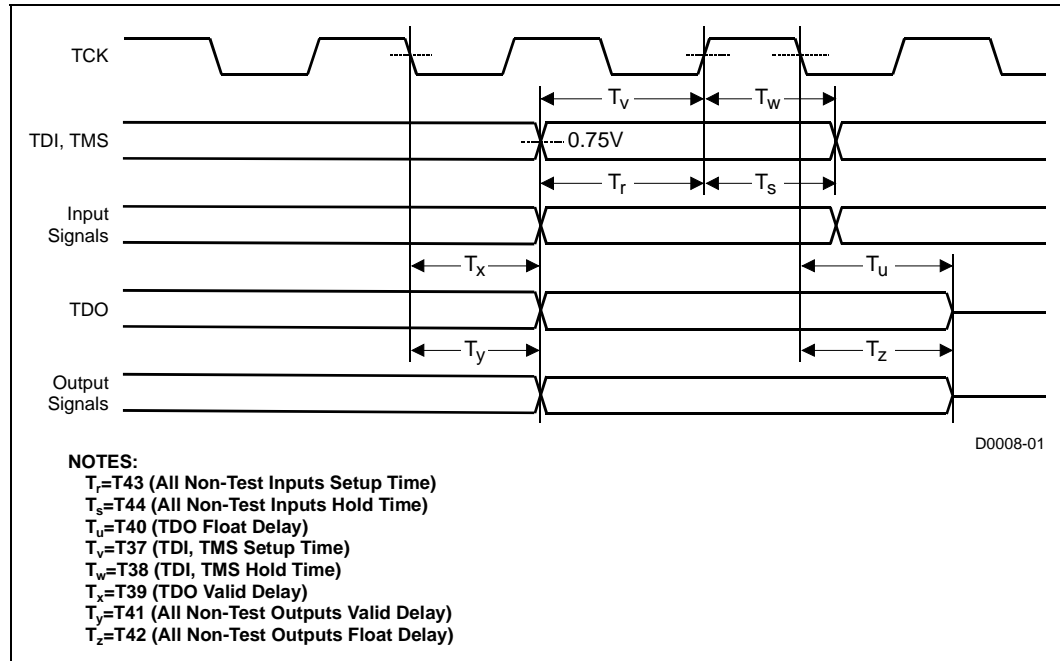 TCK
Tv
Tw
TDI, TMS
0.75V
Tr
Ts
Input
Signals
Tx
Tu
TDO
Ty
Tz
Output
Signals
D0008-01
NOTES:
Tr=T43 (All Non-Test Inputs Setup Time)
Ts=T44 (All Non-Test Inputs Hold Time)
Tu=T40 (TDO Float Delay)
Tv=T37 (TDI, TMS Setup Time)
Tw=T38 (TDI, TMS Hold Time)
Tx=T39 (TDO Valid Delay)
Ty=T41 (All Non-Test Outputs Valid Delay)
Tz=T42 (All Non-Test Outputs Float Delay)